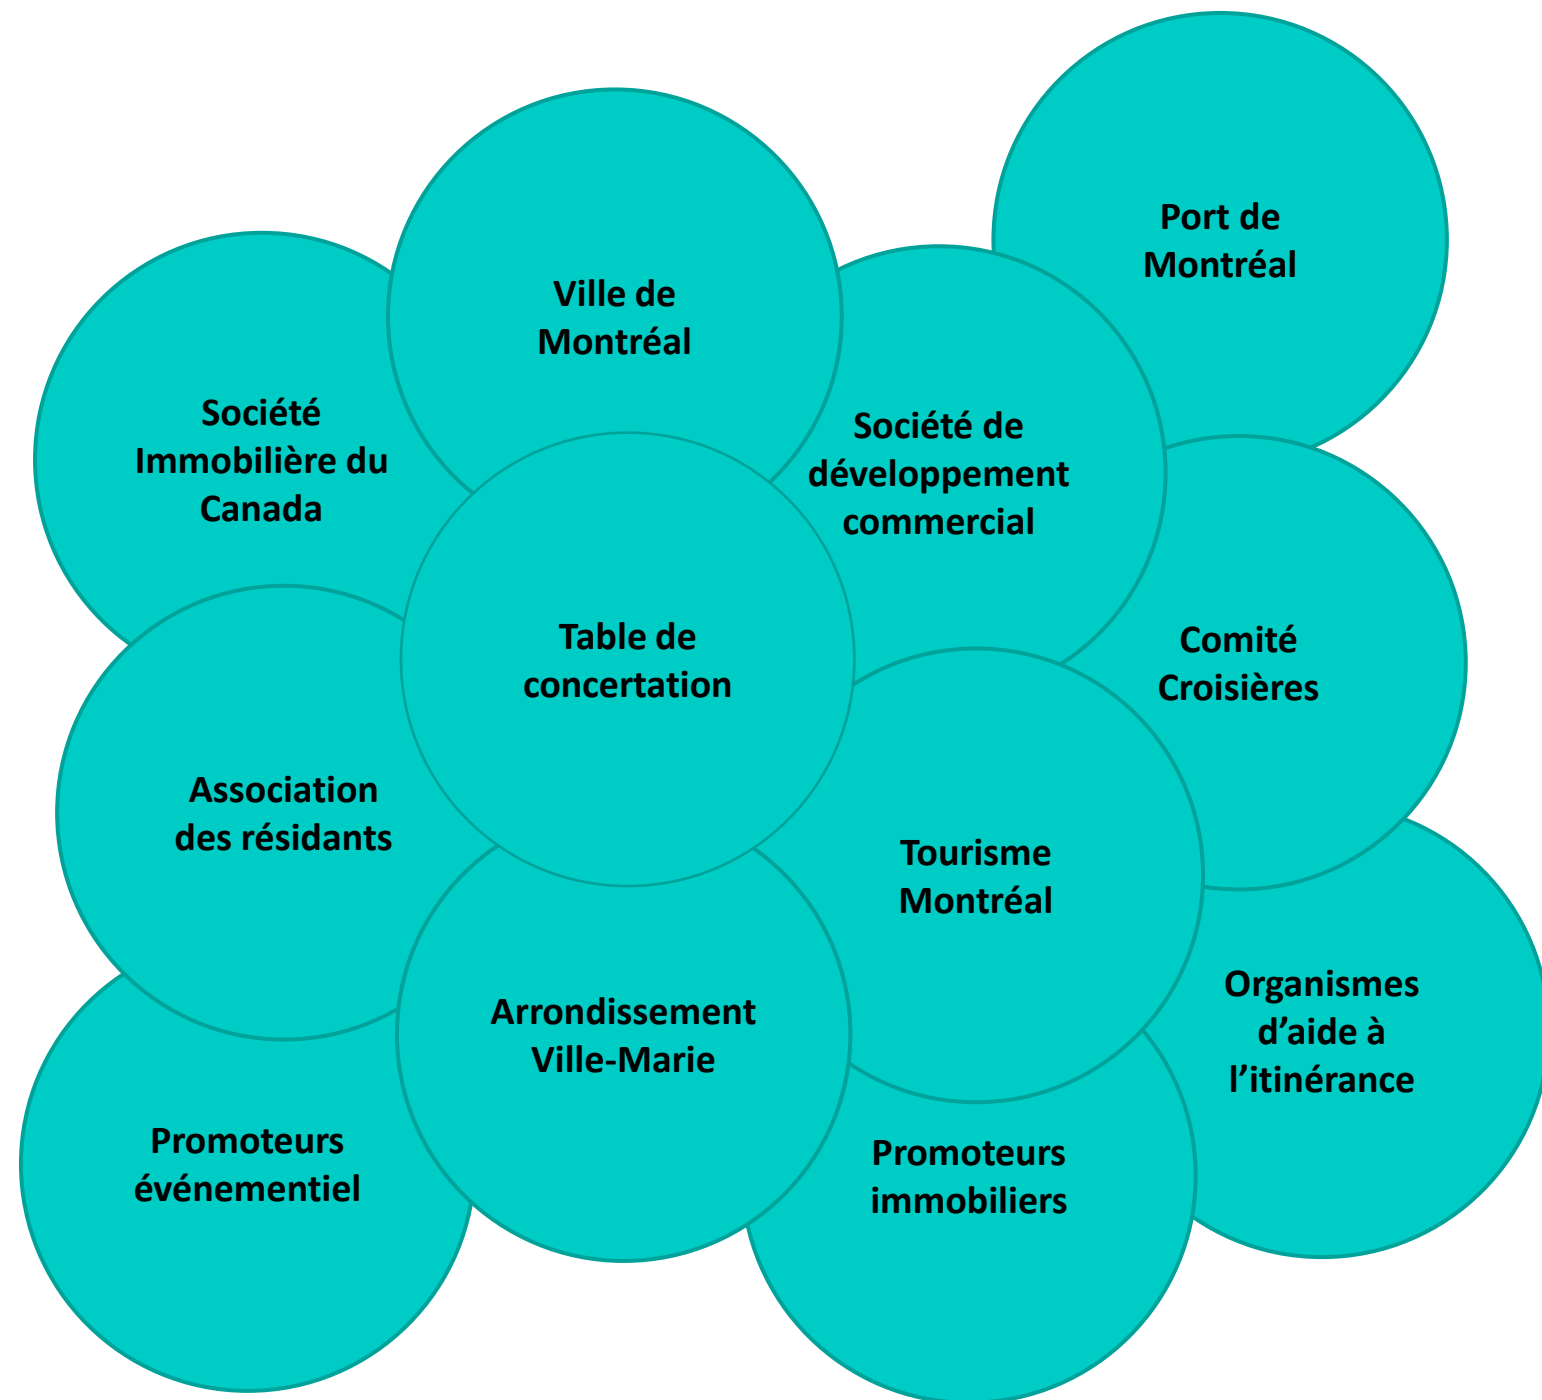 Port de
Montréal
Ville de
Montréal
Société
Immobilière du
Canada
Société de
développement
commercial
Table de
concertation
Comité
Croisières
Association
des résidants
Tourisme
Montréal
Arrondissement
Ville-Marie
Organismes
d’aide à
l’itinérance
Promoteurs
événementiel
Promoteurs
immobiliers